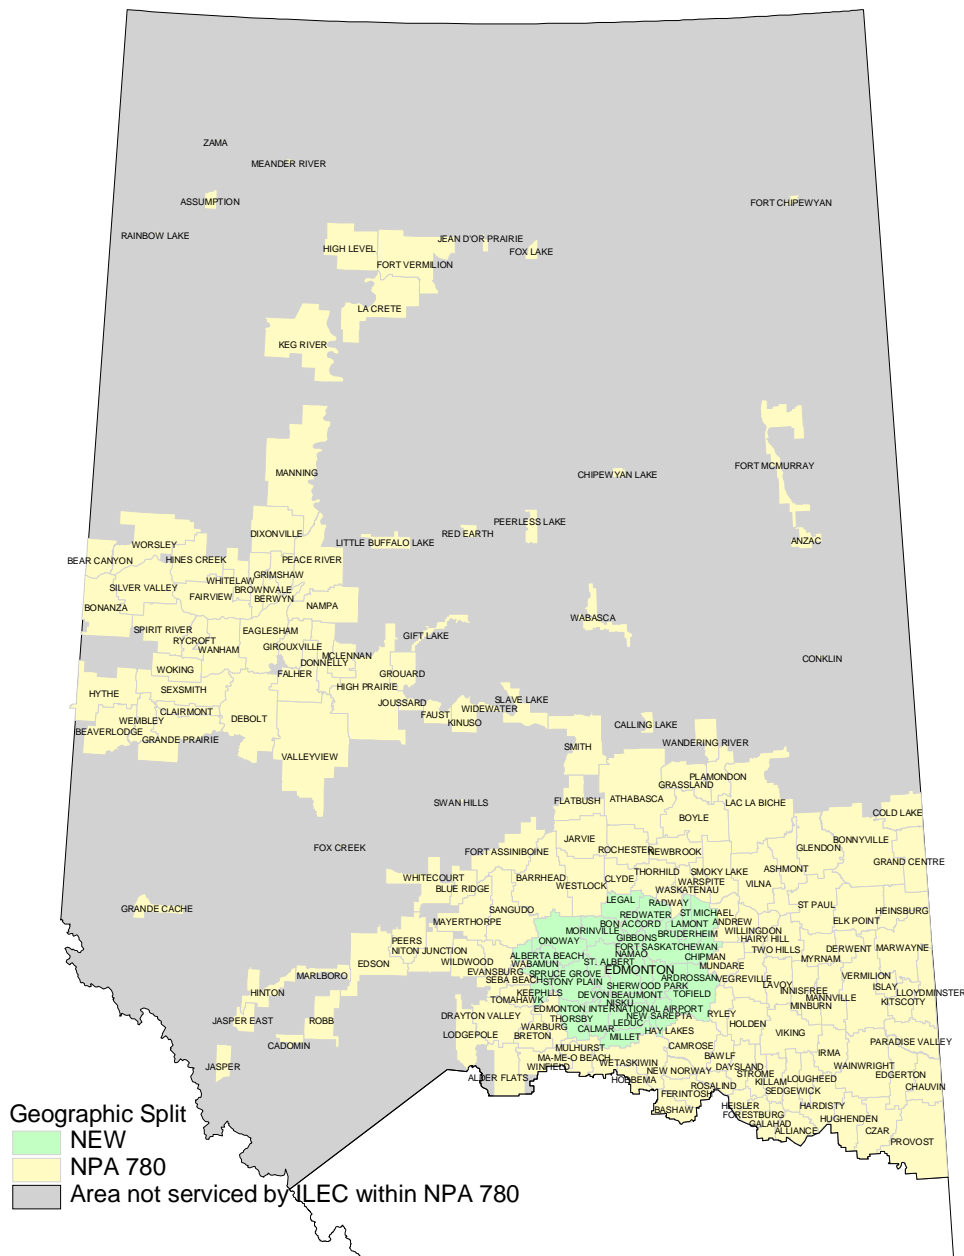 ZAMA
MEANDER RIVER
ASSUMPTION
FORT CHIPEWYAN
RAINBOW LAKE
JEAN D'OR PRAIRIE
HIGH LEVEL
FOX LAKE
FORT VERMILION
LA CRETE
KEG RIVER
MANNING
FORT MCMURRAY
CHIPEWYAN LAKE
PEERLESS LAKE
DIXONVILLE
RED EARTH
LITTLE BUFFALO LAKE
ANZAC
WORSLEY
BEAR CANYON
HINES CREEK
PEACE RIVER
GRIMSHAW
WHITELAW
SILVER VALLEY
BROWNVALE
FAIRVIEW
BERWYN
BONANZA
NAMPA
WABASCA
SPIRIT RIVER
EAGLESHAM
GIFT LAKE
RYCROFT
WANHAM
GIROUXVILLE
MCLENNAN
CONKLIN
DONNELLY
WOKING
FALHER
GROUARD
HYTHE
SEXSMITH
HIGH PRAIRIE
JOUSSARD
SLAVE LAKE
WIDEWATER
CLAIRMONT
FAUST
WEMBLEY
DEBOLT
KINUSO
CALLING LAKE
BEAVERLODGE
GRANDE PRAIRIE
SMITH
WANDERING RIVER
VALLEYVIEW
PLAMONDON
GRASSLAND
SWAN HILLS
FLATBUSH
ATHABASCA
LAC LA BICHE
COLD LAKE
BOYLE
JARVIE
BONNYVILLE
FOX CREEK
FORT ASSINIBOINE
ROCHESTER
NEWBROOK
GLENDON
GRAND CENTRE
WHITECOURT
BARRHEAD
CLYDE
THORHILD
SMOKY LAKE
ASHMONT
BLUE RIDGE
WESTLOCK
WARSPITE
VILNA
WASKATENAU
LEGAL
RADWAY
ST PAUL
GRANDE CACHE
SANGUDO
REDWATER
ST MICHAEL
HEINSBURG
MAYERTHORPE
BON ACCORD
LAMONT
ANDREW
ELK POINT
MORINVILLE
BRUDERHEIM
WILLINGDON
PEERS
ONOWAY
GIBBONS
HAIRY HILL
NITON JUNCTION
FORT SASKATCHEWAN
TWO HILLS
DERWENT
MARWAYNE
ALBERTA BEACH
NAMAO
CHIPMAN
MYRNAM
EDSON
WILDWOOD
WABAMUN
ST. ALBERT
MUNDARE
MARLBORO
EVANSBURG
SPRUCE GROVE
EDMONTON
VERMILION
SEBA BEACH
STONY PLAIN
ARDROSSAN
VEGREVILLE
LAVOY
ISLAY
HINTON
KEEPHILLS
SHERWOOD PARK
INNISFREE
LLOYDMINSTER
TOMAHAWK
DEVON
BEAUMONT
TOFIELD
MANNVILLE
KITSCOTY
NISKU
MINBURN
JASPER EAST
ROBB
DRAYTON VALLEY
EDMONTON INTERNATIONAL AIRPORT
RYLEY
THORSBY
NEW SAREPTA
HOLDEN
WARBURG
LEDUC
LODGEPOLE
CALMAR
HAY LAKES
VIKING
BRETON
MILLET
PARADISE VALLEY
CADOMIN
MULHURST
CAMROSE
IRMA
MA-ME-O BEACH
BAWLF
JASPER
WINFIELD
WETASKIWIN
DAYSLAND
WAINWRIGHT
NEW NORWAY
STROME
EDGERTON
ALDER FLATS
HOBBEMA
KILLAM
LOUGHEED
ROSALIND
SEDGEWICK
CHAUVIN
FERINTOSH
HEISLER
HARDISTY
BASHAW
FORESTBURG
HUGHENDEN
GALAHAD
ALLIANCE
CZAR
PROVOST
Geographic Split
NEW
NPA 780
Area not serviced by ILEC within NPA 780